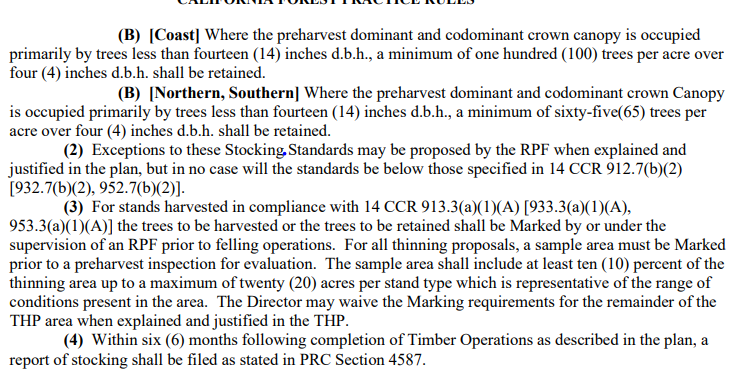 CALIFORNIA FOREST PRACTICE RULES
(B) [Coast] Where the preharvest dominant and codominant crown canopy is occupied
primarily by trees less than fourteen (14) inches d.b.h., a minimum of one hundred (100) trees per acre over
four (4) inches d.b.h. shall be retained.
(B) [Northern, Southern] Where the preharvest dominant and codominant crown Canopy
is occupied primarily by trees less than fourteen (14) inches d.b.h., a minimum of sixty-five(65) trees per
acre over four (4) inches d.b.h. shall be retained.
(2) Exceptions to these Stocking Standards may be proposed by the RPF when explained and
justified in the plan, but in no case will the standards be below those specified in 14 CCR 912.7(b)(2)
[932.7(b)(2), 952.7(b)(2)].
(3) For stands harvested in compliance with 14 CCR 913.3(a)(1)(A) [933.3(a)(1)(A),
953.3(a)(1)(A)] the trees to be harvested or the trees to be retained shall be Marked by or under the
supervision of an RPF prior to felling operations. For all thinning proposals, a sample area must be Marked
prior to a preharvest inspection for evaluation. The sample area shall include at least ten (10) percent of the
thinning area up to a maximum of twenty (20) acres per stand type which is representative of the range of
conditions present in the area. The Director may waive the Marking requirements for the remainder of the
THP area when explained and justified in the THP.
(4) Within six (6) months following completion of Timber Operations as described in the plan, a
report of stocking shall be filed as stated in PRC Section 4587.